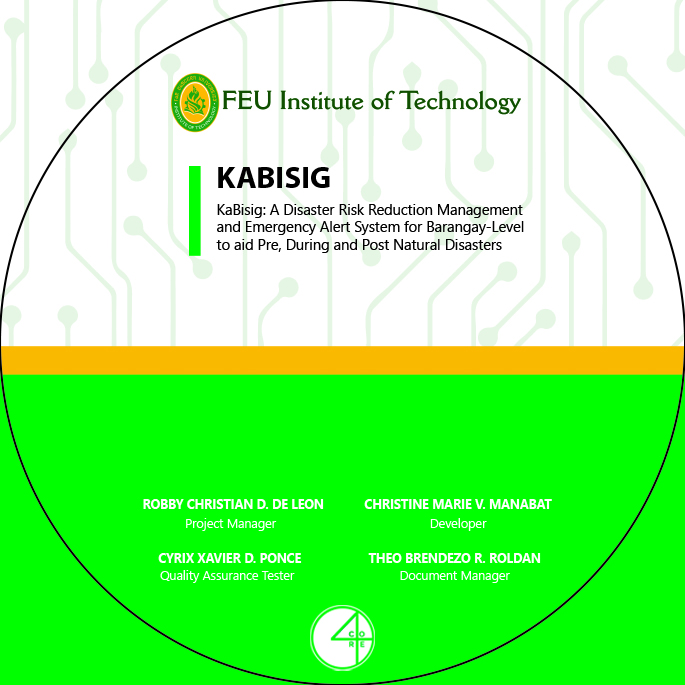 FEU Institute of Technology
KABISIG
KaBisig: A Disaster Risk Reduction Management
and Emergency Alert System for Barangay-Level
to aid Pre, During and Post Natural Disasters
ROBBY CHRISTIAN D. DE LEON
Project Manager
CHRISTINE MARIE V. MANABAT
Developer
CYRIX XAVIER D. PONCE
Quality Assurance Tester
THEO BRENDEZO R. ROLDAN
Document Manager
4
CORE